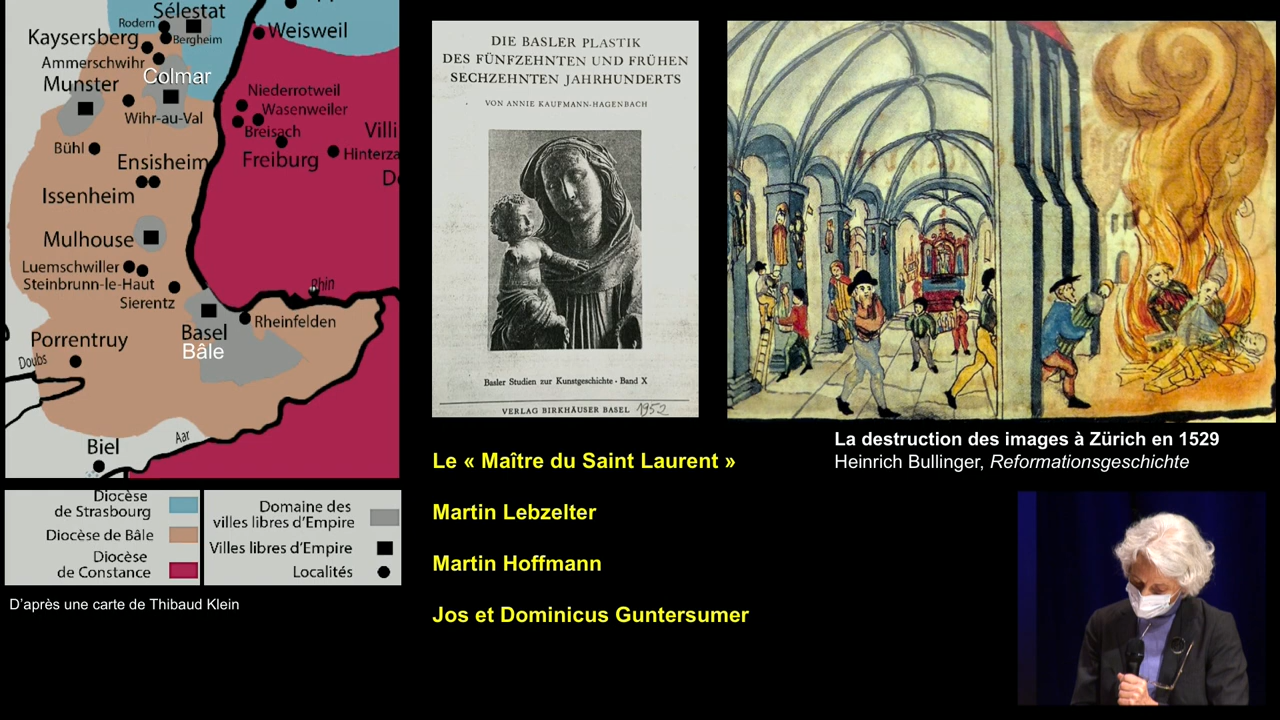 Sélestat
Rodern
Bergheim
Kaysersberg
Weisweil
Ammerschwihr
Colmar
Munster
Niederrotweil
Wihr-au-Val
Wasenweiler
Breisach
Villi
Bühl
Ensisheim
Freiburg
Hinterza
Issenheim
Mulhouse
Luemschwiller
Steinbrunn-le-Haut
Sierentz
Rhin
Basel
Bâle
Rheinfelden
Porrentruy
Doubs
Aar
Biel
Diocèse
de Strasbourg
Diocèse de Bâle
Diocèse
de Constance
Domaine des
villes libres d'Empire
Villes libres d'Empire
Localités
D'après une carte de Thibaud Klein
DIE BASLER PLASTIK
DES FÜNFZEHNTEN UND FRÜHEN
SECHZEHNTEN JAHRHUNDERTS
VON ANNIE KAUFMANN-HAGENBACH
Basler Studien zur Kunstgeschichte · Band X
VERLAG BIRKHÄUSER BASEL 1952
Le « Maître du Saint Laurent »
Martin Lebzelter
Martin Hoffmann
Jos et Dominicus Guntersumer
La destruction des images à Zürich en 1529
Heinrich Bullinger, Reformationsgeschichte